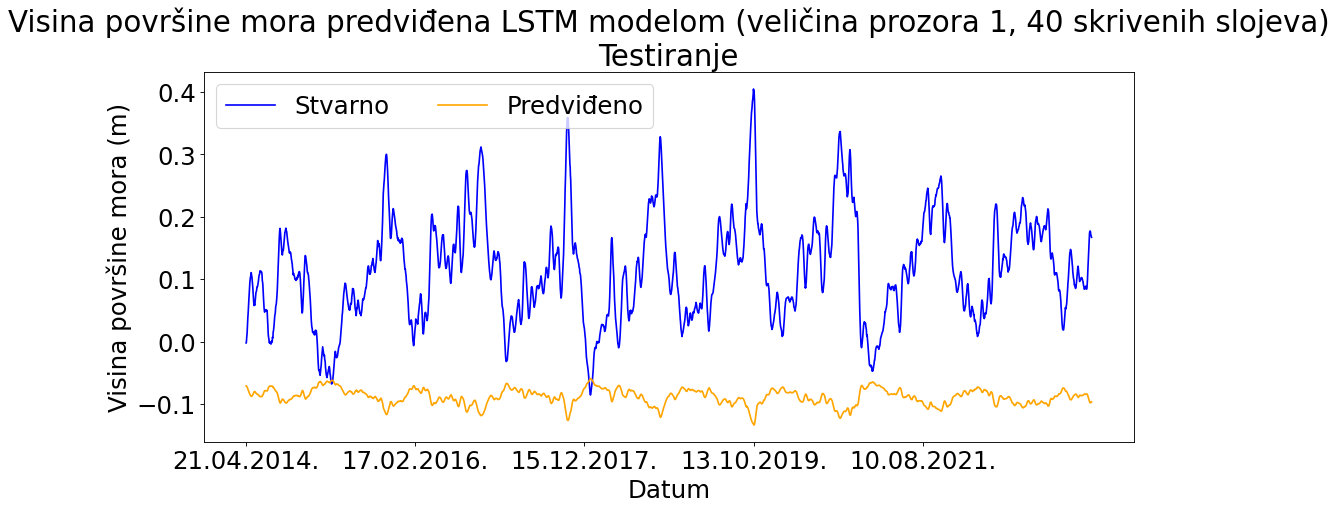 Visina površine mora predviđena LSTM modelom (veličina prozora 1, 40 skrivenih slojeva)
Testiranje
Stvarno
Predviđeno
Visina površine mora (m)
0.4
0.3
0.2
0.1
0.0
−0.1
21.04.2014.
17.02.2016.
15.12.2017.
13.10.2019.
10.08.2021.
Datum